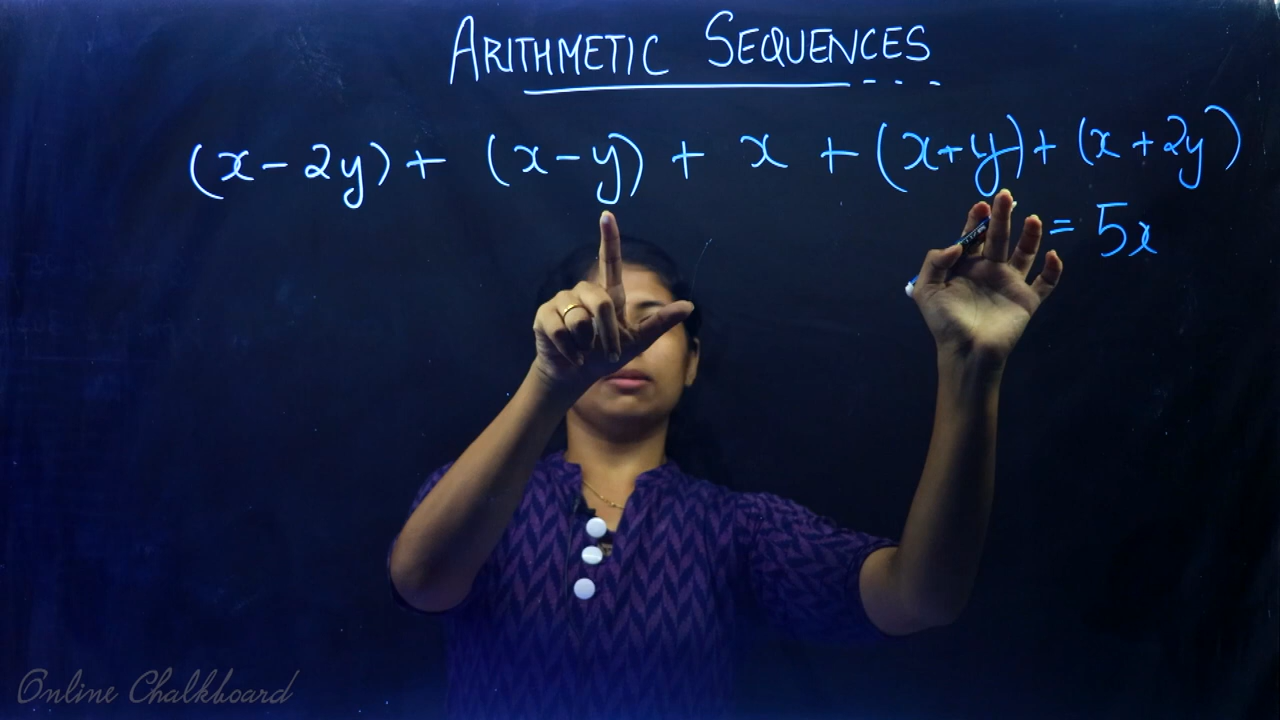 ARITHMETIC SEQUENCES
(x-2y)+ (x-y) + x +(x+y)+ (x+2y)
= 5x
Online Chalkboard